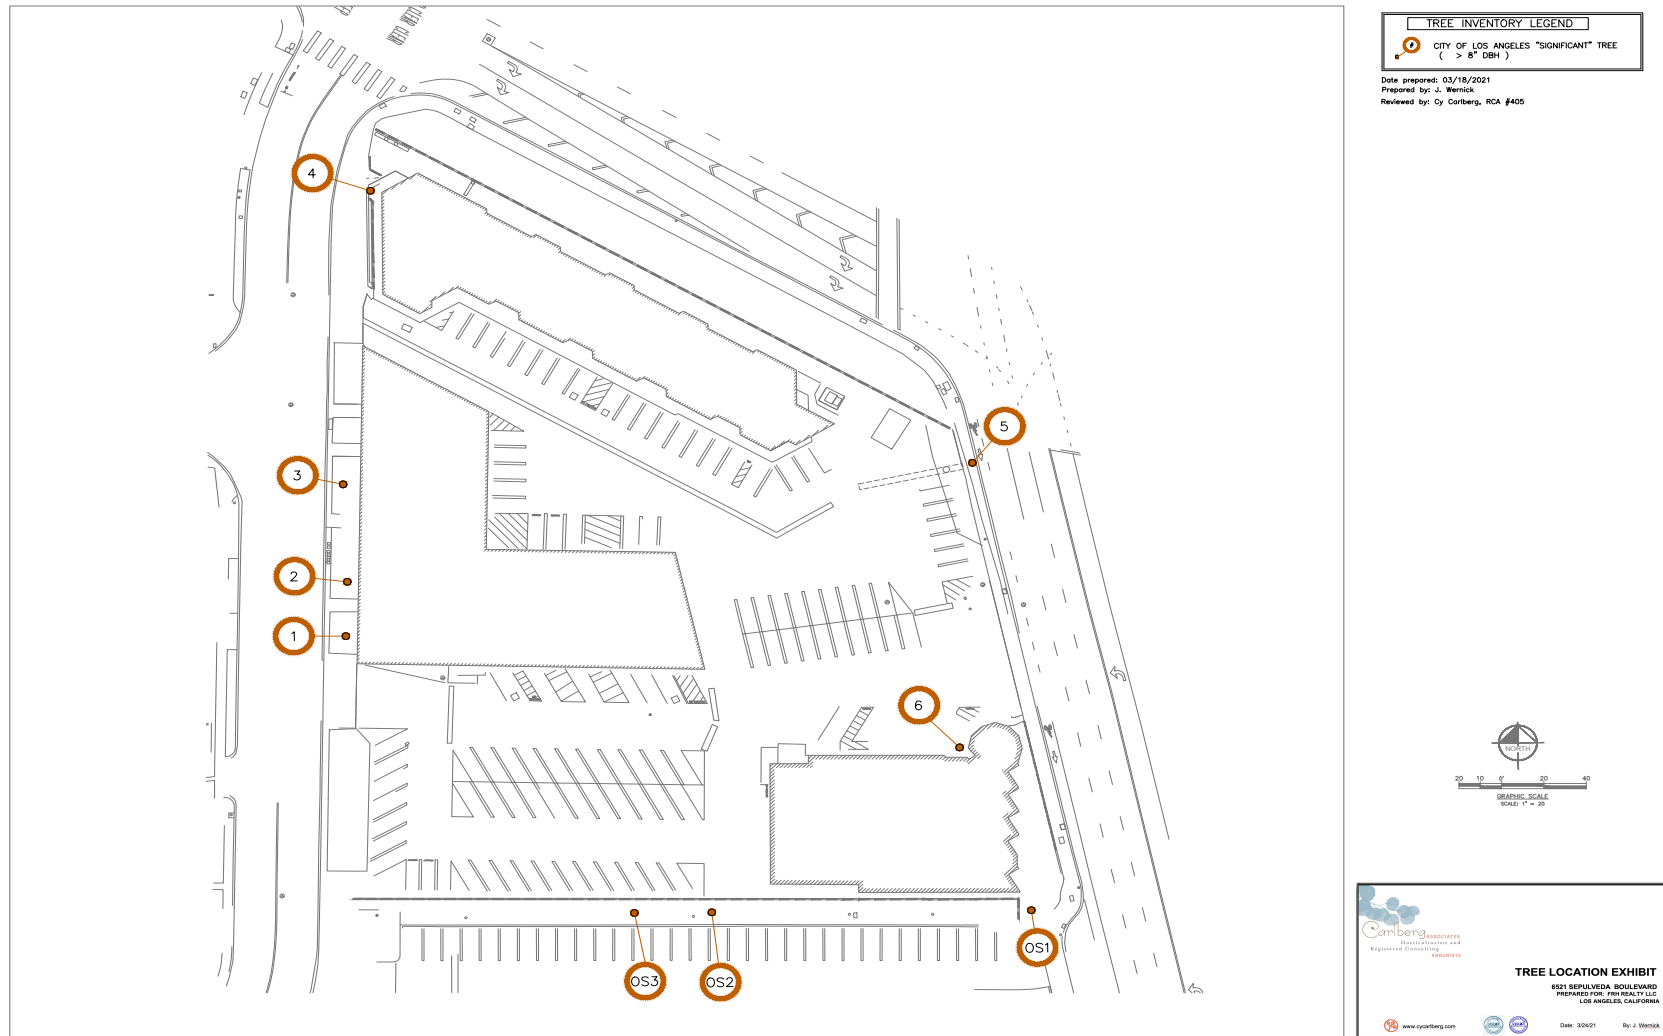 TREE INVENTORY LEGEND
#
CITY OF LOS ANGELES "SIGNIFICANT" TREE
( > 8" DBH )
Date prepared: 03/18/2021
Prepared by: J. Wernick
Reviewed by: Cy Carlberg, RCA #405
4
5
3
2
1
6
OS1
OS3
OS2
NORTH
20 10 0' 20 40
GRAPHIC SCALE
SCALE: 1" = 20
Carlberg ASSOCIATES
Horticulturists and
Registered Consulting
ARBORISTS
TREE LOCATION EXHIBIT
6521 SEPULVEDA BOULEVARD
PREPARED FOR: FRH REALTY LLC
LOS ANGELES, CALIFORNIA
www.cycarlberg.com
Date: 3/24/21 By: J. Wernick